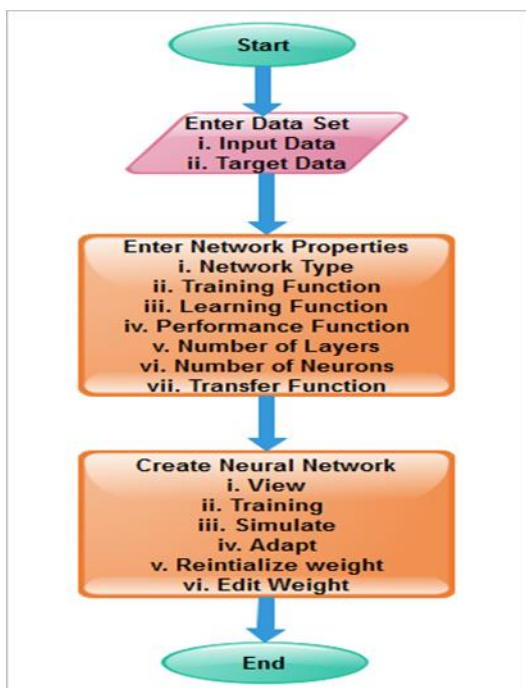 Start
Enter Data Set
i. Input Data
ii. Target Data
Enter Network Properties
i. Network Type
ii. Training Function
iii. Learning Function
iv. Performance Function
v. Number of Layers
vi. Number of Neurons
vii. Transfer Function
Create Neural Network
i. View
ii. Training
iii. Simulate
iv. Adapt
v. Reintialize weight
vi. Edit Weight
End